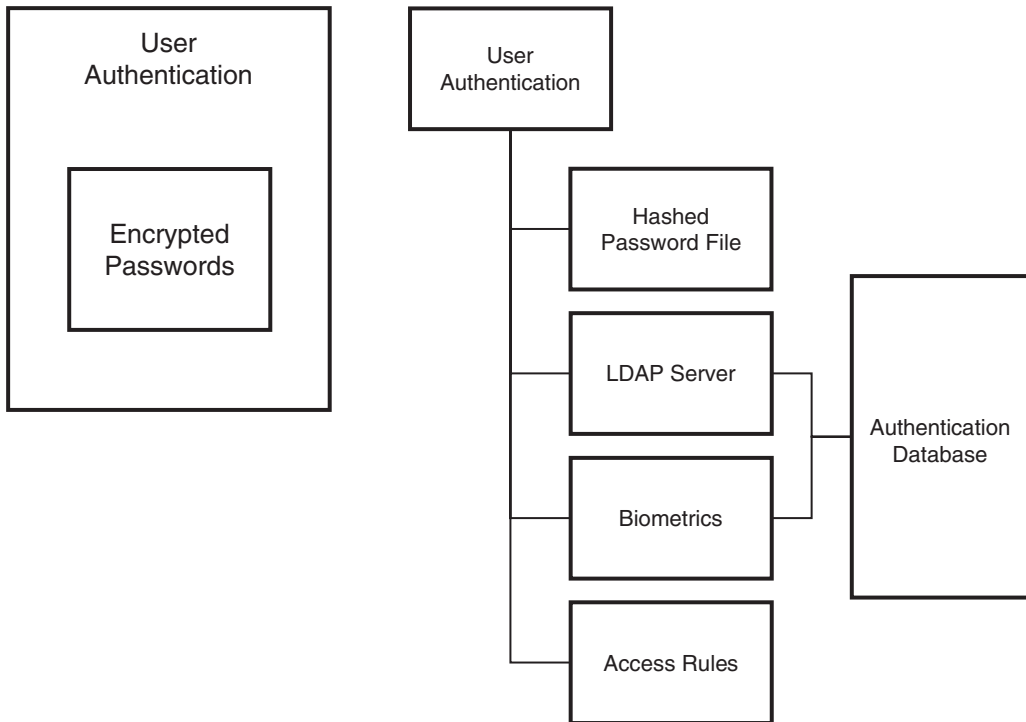 User
Authentication
Encrypted
Passwords
User
Authentication
Hashed
Password File
LDAP Server
Biometrics
Access Rules
Authentication
Database